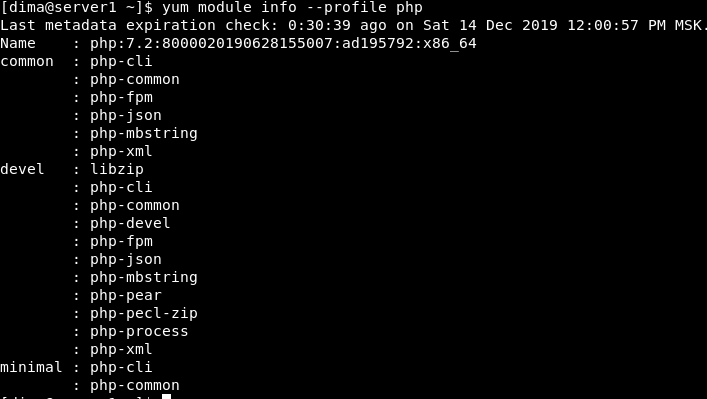 [dima@server1 ~]$ yum module info --profile php
Last metadata expiration check: 0:30:39 ago on Sat 14 Dec 2019 12:00:57 PM MSK.
Name    : php:7.2:8000020190628155007:ad195792:x86_64
common  : php-cli
        : php-common
        : php-fpm
        : php-json
        : php-mbstring
        : php-xml
devel   : libzip
        : php-cli
        : php-common
        : php-devel
        : php-fpm
        : php-json
        : php-mbstring
        : php-pear
        : php-pecl-zip
        : php-process
        : php-xml
minimal : php-cli
        : php-common